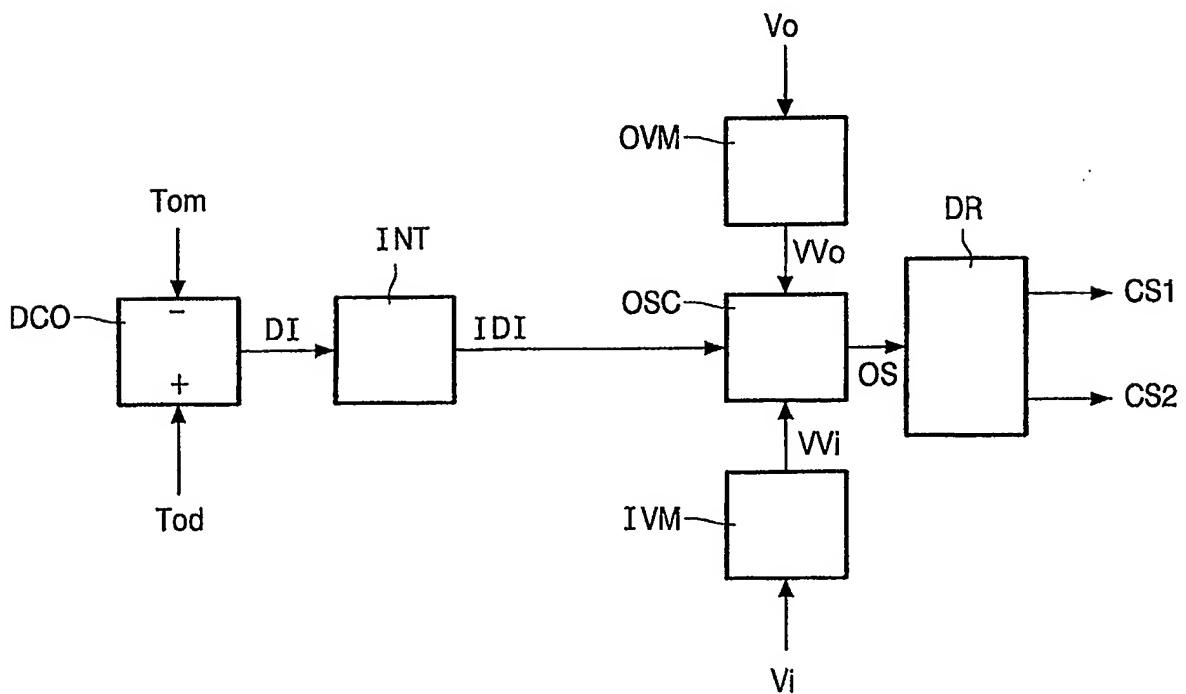 Vo
OVM
Tom
INT
VVo
DR
DCO
−
DI
IDI
OSC
CS1
+
OS
CS2
VVi
Tod
IVM
Vi